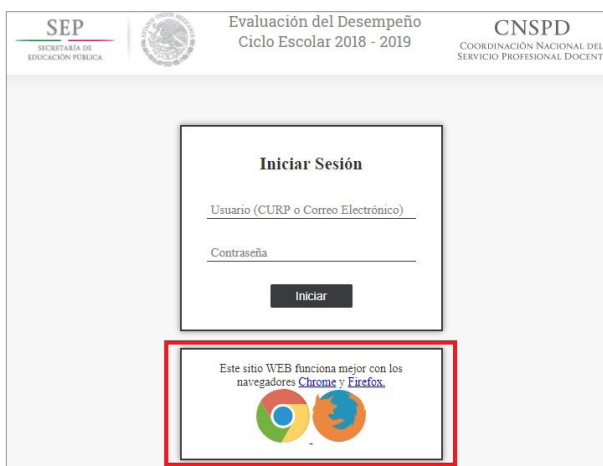 SEP
SECRETARÍA DE
EDUCACIÓN PÚBLICA
Evaluación del Desempeño
Ciclo Escolar 2018 - 2019
CNSPD
COORDINACIÓN NACIONAL DEL
SERVICIO PROFESIONAL DOCENT
Iniciar Sesión
Usuario (CURP o Correo Electrónico)
Contraseña
Iniciar
Este sitio WEB funciona mejor con los
navegadores Chrome y Firefox.